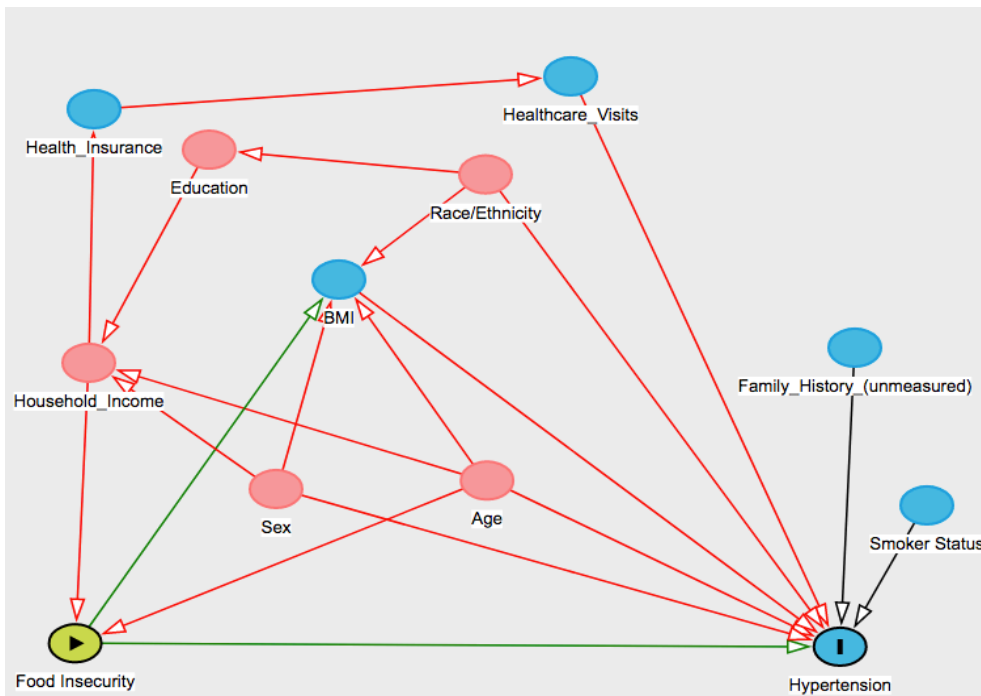 Healthcare_Visits
Health_Insurance
Education
Race/Ethnicity
BMI
Family_History_(unmeasured)
Household_Income
Sex
Age
Smoker Status
Food Insecurity
Hypertension